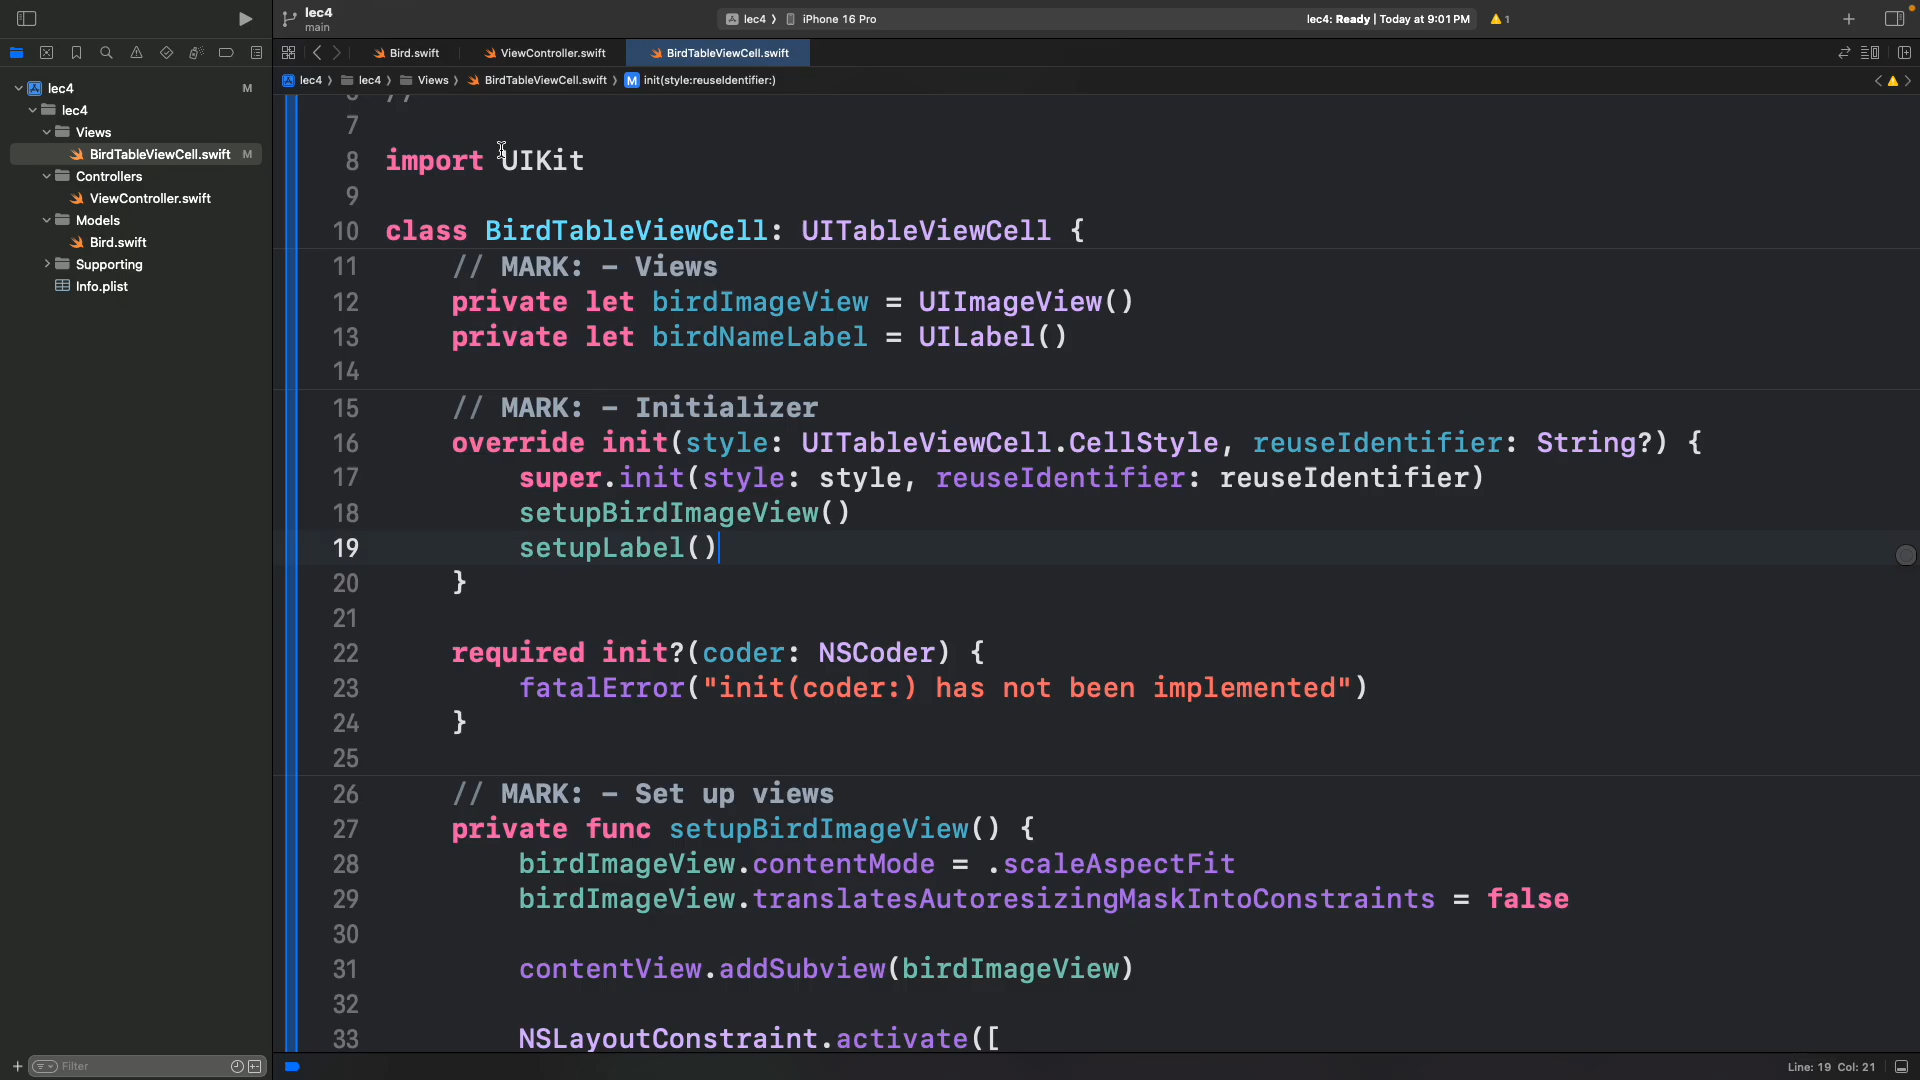 lec4
main
lec4 › iPhone 16 Pro
lec4: Ready | Today at 9:01 PM
1
Bird.swift
ViewController.swift
BirdTableViewCell.swift
lec4 › lec4 › Views › BirdTableViewCell.swift › M init(style:reuseIdentifier:)
lec4 M
lec4
Views
BirdTableViewCell.swift M
Controllers
ViewController.swift
Models
Bird.swift
Supporting
Info.plist
7
8 import UIKit
9
10 class BirdTableViewCell: UITableViewCell {
11 // MARK: – Views
12 private let birdImageView = UIImageView()
13 private let birdNameLabel = UILabel()
14
15 // MARK: – Initializer
16 override init(style: UITableViewCell.CellStyle, reuseIdentifier: String?) {
17 super.init(style: style, reuseIdentifier: reuseIdentifier)
18 setupBirdImageView()
19 setupLabel()
20 }
21
22 required init?(coder: NSCoder) {
23 fatalError("init(coder:) has not been implemented")
24 }
25
26 // MARK: – Set up views
27 private func setupBirdImageView() {
28 birdImageView.contentMode = .scaleAspectFit
29 birdImageView.translatesAutoresizingMaskIntoConstraints = false
30
31 contentView.addSubview(birdImageView)
32
33 NSLayoutConstraint.activate([
Filter
Line: 19 Col: 21